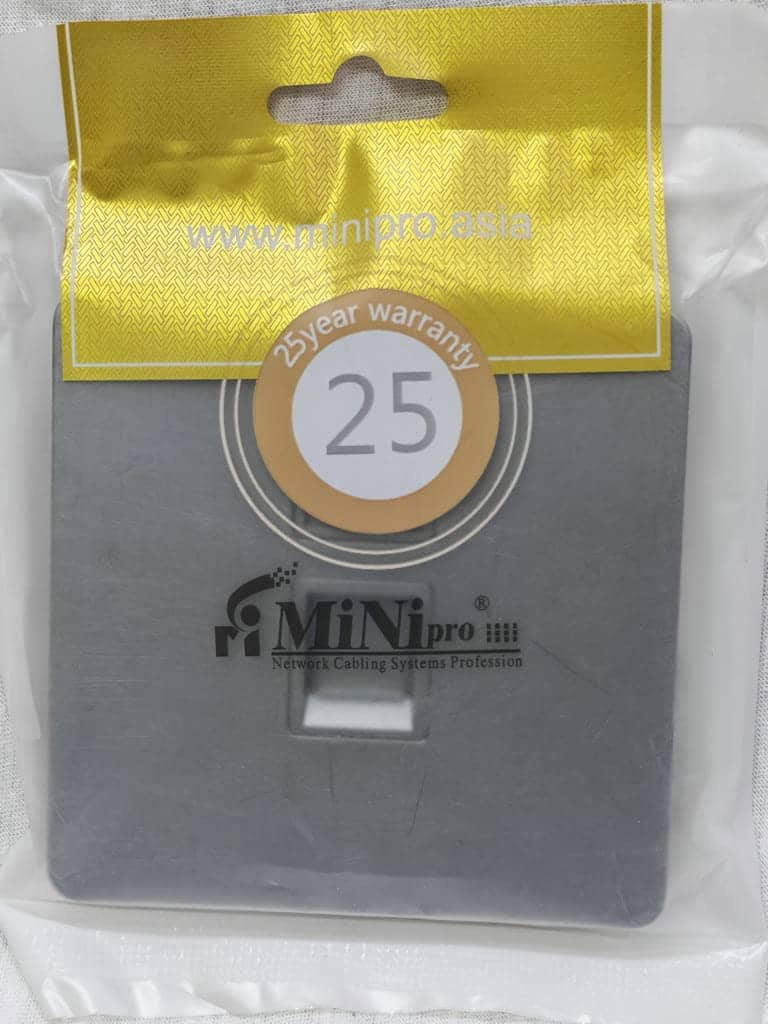 www.minipro.asia
25year warranty
25
MiNipro®
Network Cabling Systems Profession